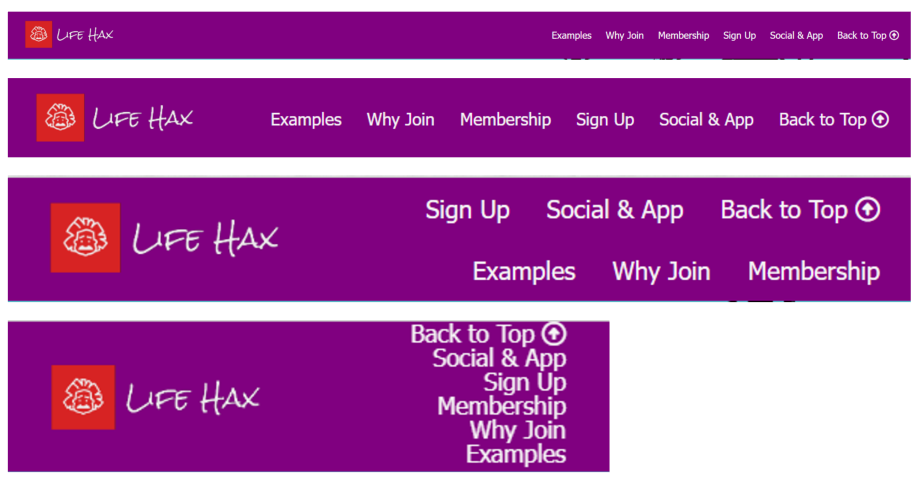 Life Hax Examples Why Join Membership Sign Up Social & App Back to Top
Life Hax Examples Why Join Membership Sign Up Social & App Back to Top
Sign Up Social & App Back to Top
Life Hax
Examples Why Join Membership
Back to Top
Social & App
Sign Up
Life Hax
Membership
Why Join
Examples